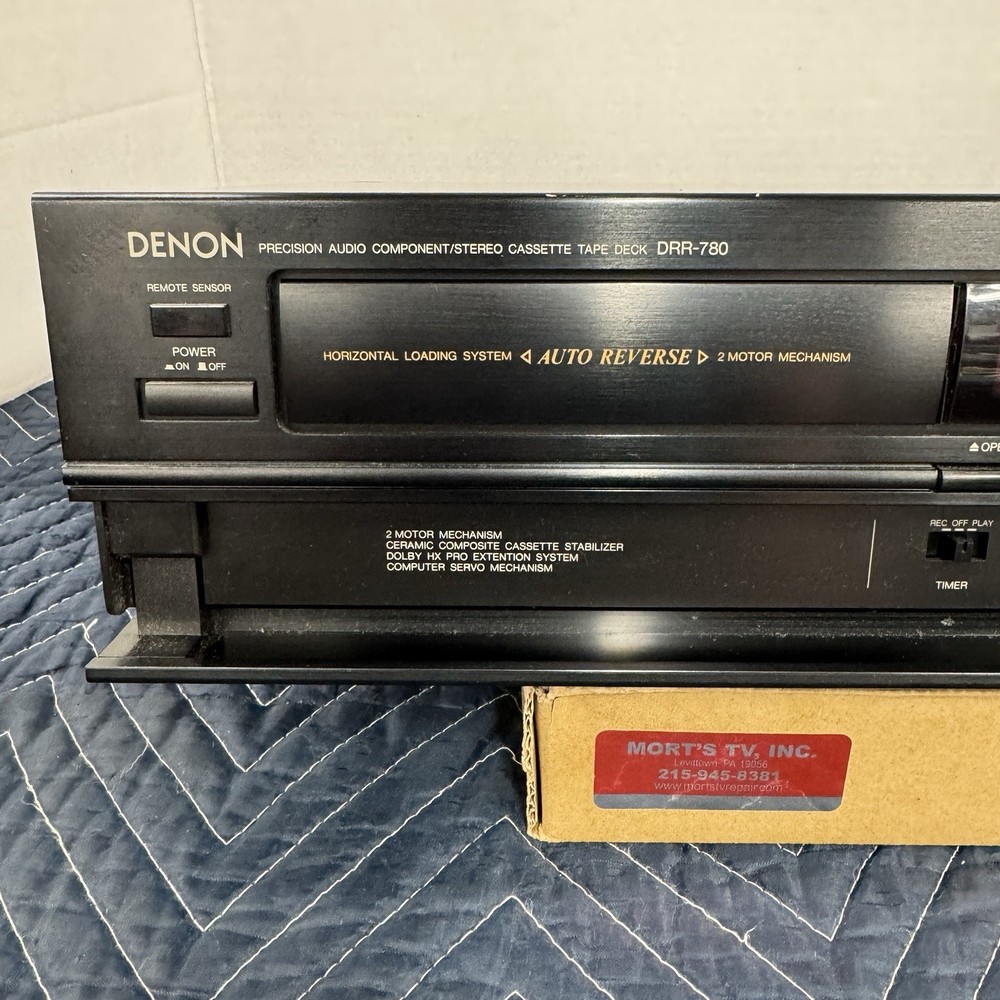 DENON PRECISION AUDIO COMPONENT/STEREO CASSETTE TAPE DECK DRR-780
REMOTE SENSOR
POWER
ON OFF
HORIZONTAL LOADING SYSTEM AUTO REVERSE 2 MOTOR MECHANISM
2 MOTOR MECHANISM
CERAMIC COMPOSITE CASSETTE STABILIZER
DOLBY HX PRO EXTENTION SYSTEM
COMPUTER SERVO MECHANISM
REC OFF PLAY
TIMER
MORT'S TV, INC.
Levittown, PA 19056
215-945-8381
www.mortstvrepair.com